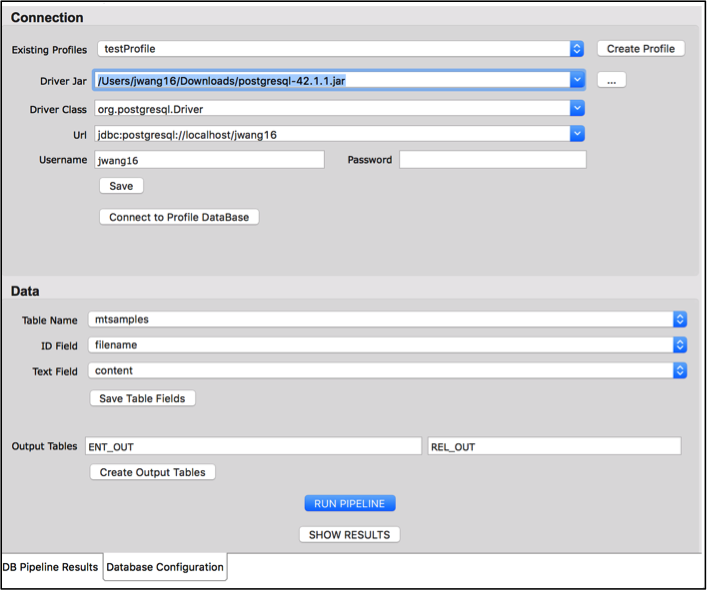 Connection
Existing Profiles testProfile Create Profile
Driver Jar /Users/jwang16/Downloads/postgresql-42.1.1.jar ...
Driver Class org.postgresql.Driver
Url jdbc:postgresql://localhost/jwang16
Username jwang16 Password
Save
Connect to Profile DataBase
Data
Table Name mtsamples
ID Field filename
Text Field content
Save Table Fields
Output Tables ENT_OUT REL_OUT
Create Output Tables
RUN PIPELINE
SHOW RESULTS
DB Pipeline Results Database Configuration